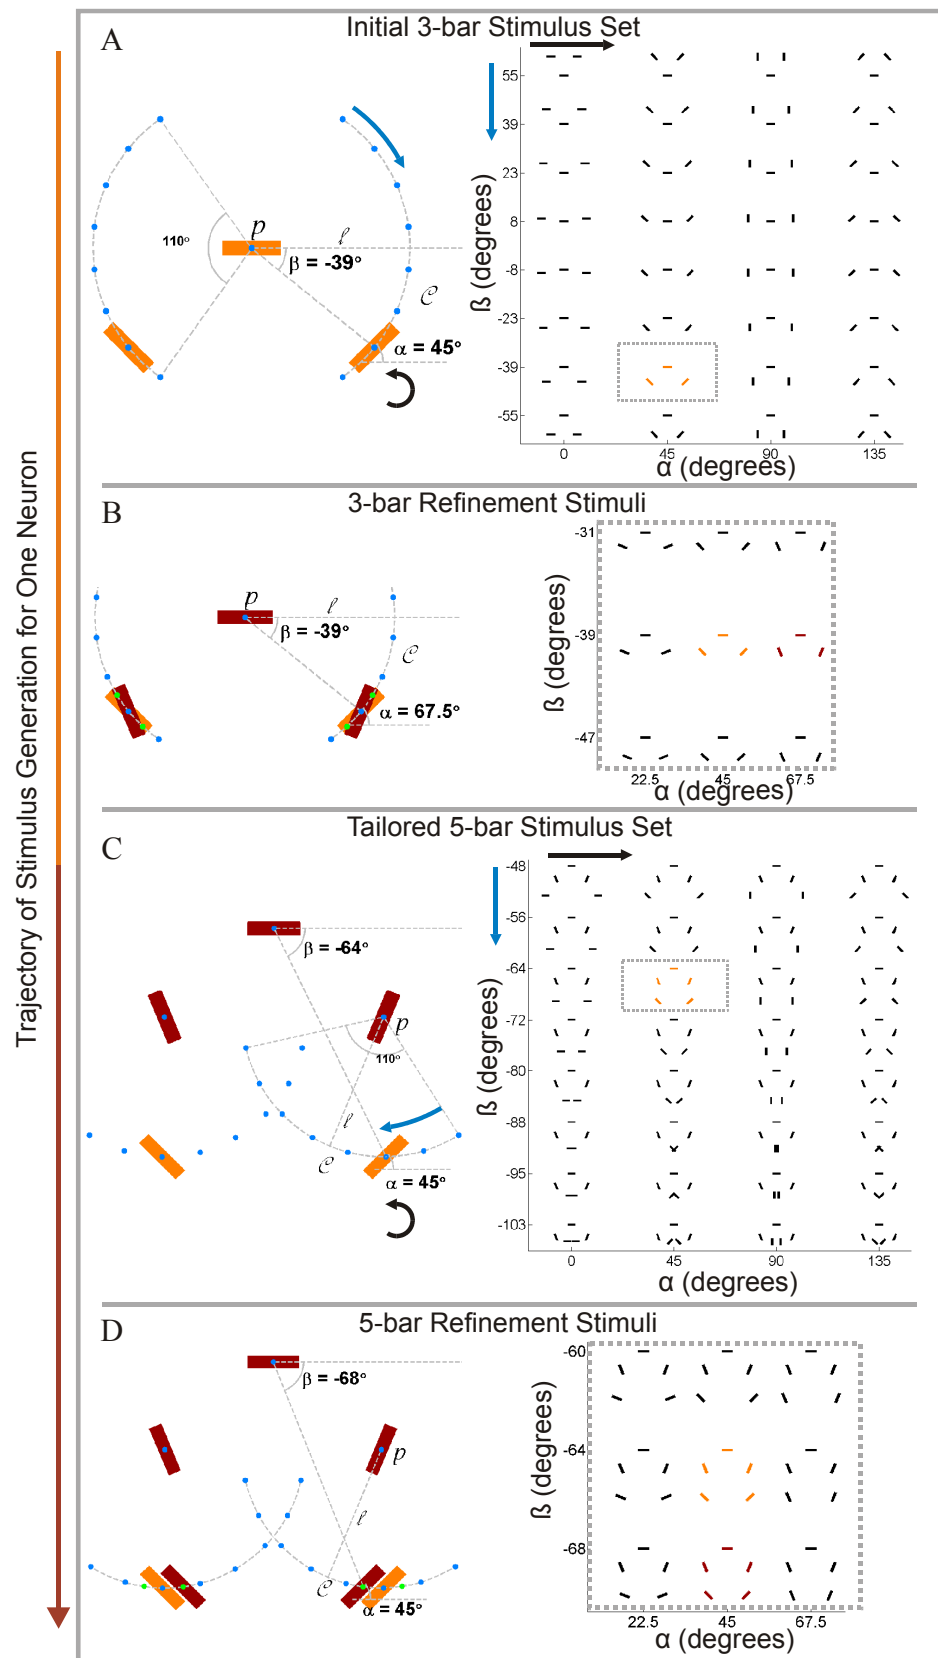 Trajectory of Stimulus Generation for One Neuron
A
Initial 3-bar Stimulus Set
110°
p
ℓ
β = -39°
𝒞
α = 45°
ß (degrees)
55
39
23
8
-8
-23
-39
-55
0 45 90 135
α (degrees)
B
3-bar Refinement Stimuli
p
ℓ
β = -39°
𝒞
α = 67.5°
ß (degrees)
-31
-39
-47
22.5 45 67.5
α (degrees)
C
Tailored 5-bar Stimulus Set
β = -64°
p
110°
ℓ
𝒞
α = 45°
ß (degrees)
-48
-56
-64
-72
-80
-88
-95
-103
0 45 90 135
α (degrees)
D
5-bar Refinement Stimuli
β = -68°
p
ℓ
𝒞
α = 45°
ß (degrees)
-60
-64
-68
22.5 45 67.5
α (degrees)